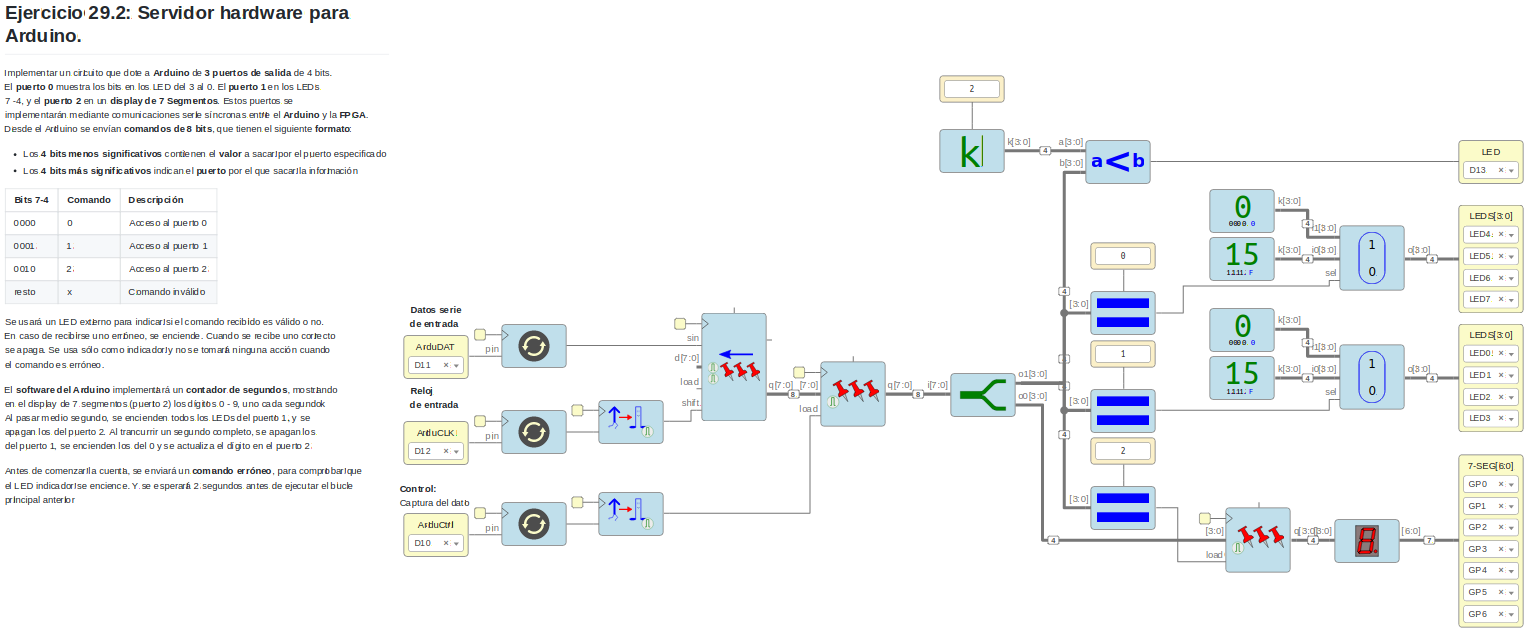 Ejercicio 29.2: Servidor hardware para
Arduino.
Implementar un circuito que dote a Arduino de 3 puertos de salida de 4 bits.
El puerto 0 muestra los bits en los LED del 3 al 0. El puerto 1 en los LEDs
7-4, y el puerto 2 en un display de 7 Segmentos. Estos puertos se
implementarán mediante comunicaciones serie síncronas entre el Arduino y la FPGA.
Desde el Arduino se envían comandos de 8 bits, que tienen el siguiente formato:
• Los 4 bits menos significativos contienen el valor a sacar por el puerto especificado
• Los 4 bits más significativos indican el puerto por el que sacar la información
Bits 7-4 Comando Descripción
0000 0 Acceso al puerto 0
0001 1 Acceso al puerto 1
0010 2 Acceso al puerto 2
resto x Comando inválido
Se usará un LED externo para indicar si el comando recibido es válido o no.
En caso de recibirse uno erróneo, se enciende. Cuando se recibe uno correcto
se apaga. Se usa sólo como indicador y no se tomará ninguna acción cuando
el comando es erróneo.
El software del Arduino implementará un contador de segundos, mostrando
en el display de 7 segmentos (puerto 2) los dígitos 0 - 9, uno cada segundo.
Al pasar medio segundo, se encienden todos los LEDs del puerto 1, y se
apagan los del puerto 2. Al trancurrir un segundo completo, se apagan los
del puerto 1, se encienden los del 0 y se actualiza el dígito en el puerto 2.
Antes de comenzar la cuenta, se enviará un comando erróneo, para comprobar que
el LED indicador se encience. Y se esperará 2 segundos antes de ejecutar el bucle
principal anterior
Datos serie
de entrada
ArduDAT
D11
pin
Reloj
de entrada
ArduCLK
D12
pin
Control:
Captura del dato
ArduCtrl
D10
pin
sin
d[7:0]
load
shift
q[7:0]
8
[7:0]
load
q[7:0]
8
i[7:0]
o1[3:0]
o0[3:0]
2
k
k[3:0]
4
a[3:0]
b[3:0]
a<b
4
4
4
4
4
0
[3:0]
1
[3:0]
2
[3:0]
0
0000 0
k[3:0]
4
i1[3:0]
15
1111 F
k[3:0]
4
i0[3:0]
sel
1
0
o[3:0]
4
0
0000 0
k[3:0]
4
i1[3:0]
15
1111 F
k[3:0]
4
i0[3:0]
sel
1
0
o[3:0]
4
[3:0]
load
q[3:0]
4
[3:0]
8.
[6:0]
7
LED
D13
LEDS[3:0]
LED4
LED5
LED6
LED7
LEDS[3:0]
LED0
LED1
LED2
LED3
7-SEG[6:0]
GP0
GP1
GP2
GP3
GP4
GP5
GP6